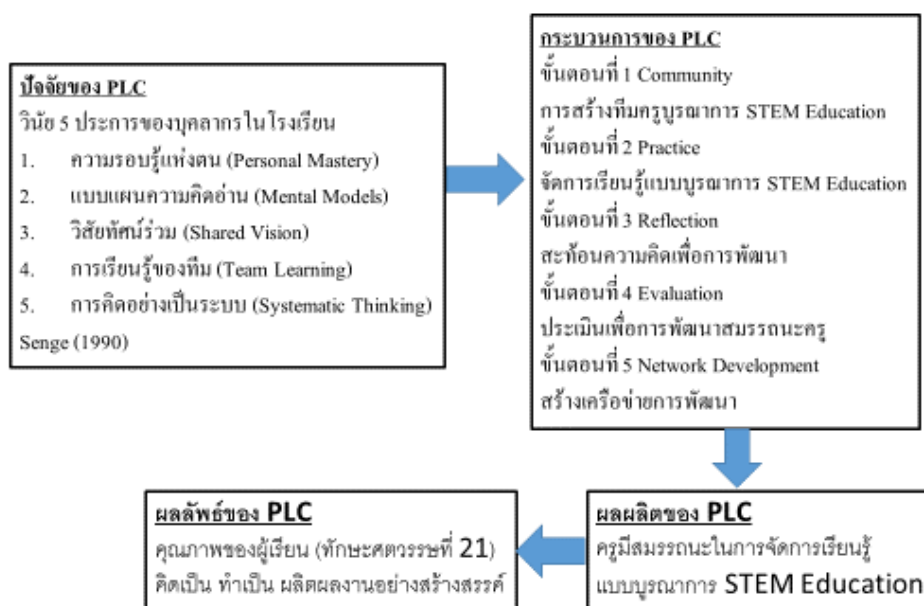 ปัจจัยของ PLC
วินัย 5 ประการของบุคลากรในโรงเรียน
1. ความรอบรู้แห่งตน (Personal Mastery)
2. แบบแผนความคิดอ่าน (Mental Models)
3. วิสัยทัศน์ร่วม (Shared Vision)
4. การเรียนรู้ของทีม (Team Learning)
5. การคิดอย่างเป็นระบบ (Systematic Thinking)
Senge (1990)
กระบวนการของ PLC
ขั้นตอนที่ 1 Community
การสร้างทีมครูบูรณาการ STEM Education
ขั้นตอนที่ 2 Practice
จัดการเรียนรู้แบบบูรณาการ STEM Education
ขั้นตอนที่ 3 Reflection
สะท้อนความคิดเพื่อการพัฒนา
ขั้นตอนที่ 4 Evaluation
ประเมินเพื่อการพัฒนาสมรรถนะครู
ขั้นตอนที่ 5 Network Development
สร้างเครือข่ายการพัฒนา
ผลผลิตของ PLC
ครูมีสมรรถนะในการจัดการเรียนรู้
แบบบูรณาการ STEM Education
ผลลัพธ์ของ PLC
คุณภาพของผู้เรียน (ทักษะศตวรรษที่ 21)
คิดเป็น ทำเป็น ผลิตผลงานอย่างสร้างสรรค์